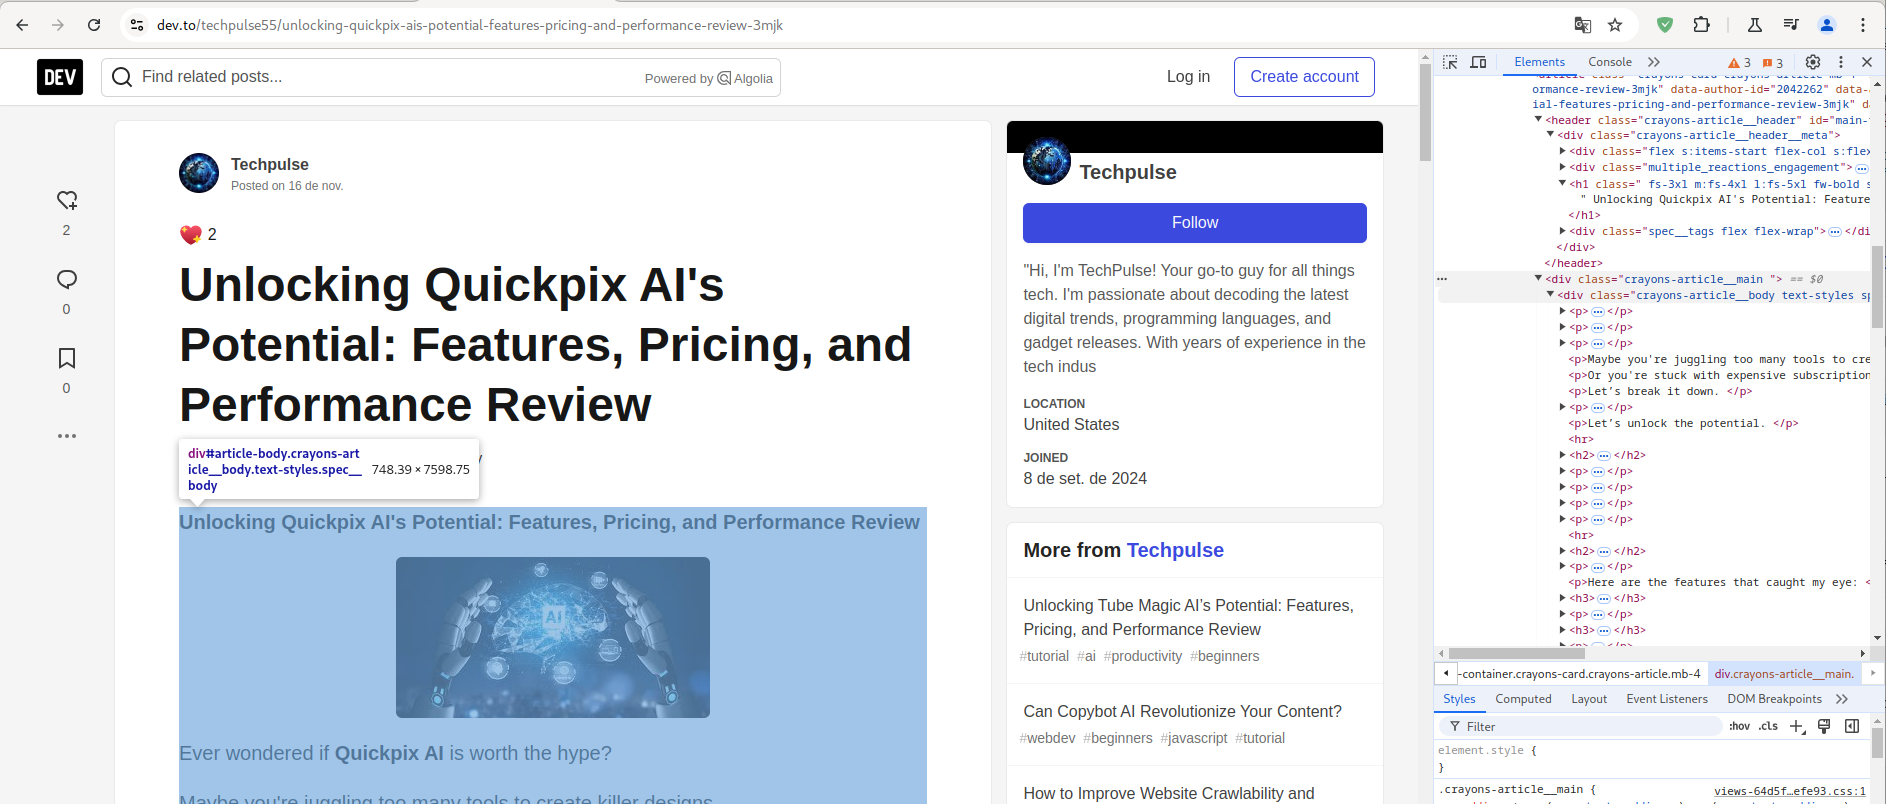 dev.to/techpulse55/unlocking-quickpix-ais-potential-features-pricing-and-performance-review-3mjk
DEV
Find related posts...
Powered by Algolia
Log in
Create account
2
0
0
Techpulse
Posted on 16 de nov.
2
Unlocking Quickpix AI's
Potential: Features, Pricing, and
Performance Review
div#article-body.crayons-art
icle__body.text-styles.spec__
body
748.39 × 7598.75
Unlocking Quickpix AI's Potential: Features, Pricing, and Performance Review
AI
Ever wondered if Quickpix AI is worth the hype?
Maybe you're juggling too many tools to create killer designs
Techpulse
Follow
"Hi, I'm TechPulse! Your go-to guy for all things
tech. I'm passionate about decoding the latest
digital trends, programming languages, and
gadget releases. With years of experience in the
tech indus
LOCATION
United States
JOINED
8 de set. de 2024
More from Techpulse
Unlocking Tube Magic AI’s Potential: Features,
Pricing, and Performance Review
#tutorial #ai #productivity #beginners
Can Copybot AI Revolutionize Your Content?
#webdev #beginners #javascript #tutorial
How to Improve Website Crawlability and
Elements
Console
3
3
ormance-review-3mjk" data-author-id="2042262" data-
ial-features-pricing-and-performance-review-3mjk" d
<header class="crayons-article__header" id="main-
<div class="crayons-article__header__meta">
<div class="flex s:items-start flex-col s:flex
<div class="multiple_reactions_engagement">
<h1 class=" fs-3xl m:fs-4xl l:fs-5xl fw-bold s
" Unlocking Quickpix AI's Potential: Feature
</h1>
<div class="spec__tags flex flex-wrap"> </di
</div>
</header>
<div class="crayons-article__main "> == $0
<div class="crayons-article__body text-styles sp
<p> </p>
<p> </p>
<p> </p>
<p>Maybe you're juggling too many tools to cre
<p>Or you're stuck with expensive subscription
<p>Let’s break it down. </p>
<p> </p>
<p>Let’s unlock the potential. </p>
<hr>
<h2> </h2>
<p> </p>
<p> </p>
<p> </p>
<p> </p>
<hr>
<h2> </h2>
<p> </p>
<p>Here are the features that caught my eye: <
<h3> </h3>
<p> </p>
<h3> </h3>
-container.crayons-card.crayons-article.mb-4
div.crayons-article__main.
Styles
Computed
Layout
Event Listeners
DOM Breakpoints
Filter
:hov
.cls
element.style {
}
.crayons-article__main {
views-64d5f…efe93.css:1